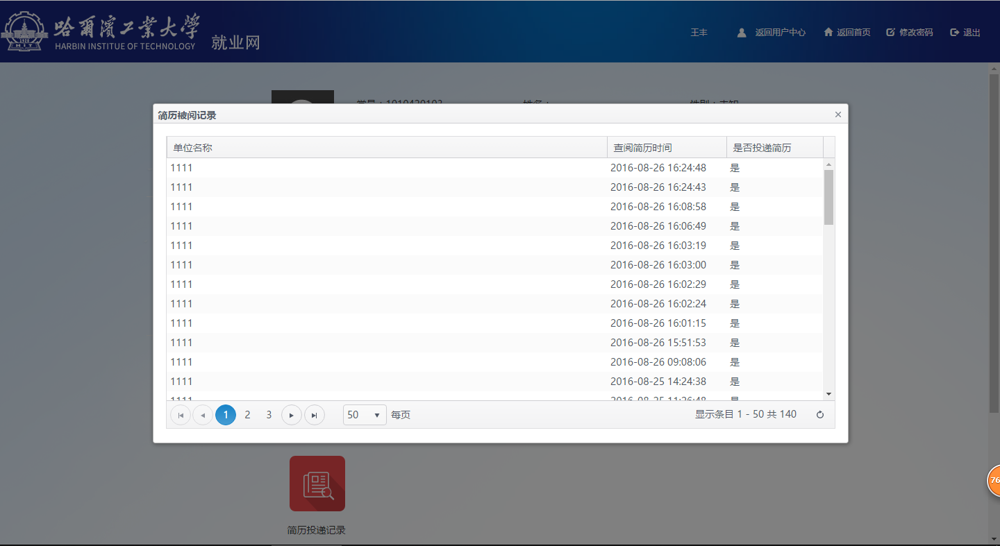 哈爾濱工業大學
HARBIN INSTITUE OF TECHNOLOGY
就业网
王丰 返回用户中心 返回首页 修改密码 退出
学号：1010420103 姓名： 性别：未知
简历被阅记录 ×
单位名称 查阅简历时间 是否投递简历
1111 2016-08-26 16:24:48 是
1111 2016-08-26 16:24:43 是
1111 2016-08-26 16:08:58 是
1111 2016-08-26 16:06:49 是
1111 2016-08-26 16:03:19 是
1111 2016-08-26 16:03:00 是
1111 2016-08-26 16:02:29 是
1111 2016-08-26 16:02:24 是
1111 2016-08-26 16:01:15 是
1111 2016-08-26 15:51:53 是
1111 2016-08-26 09:08:06 是
1111 2016-08-25 14:24:38 是
1111 2016-08-25 11:26:48 是
1 2 3 50 每页 显示条目 1 - 50 共 140
76
简历投递记录